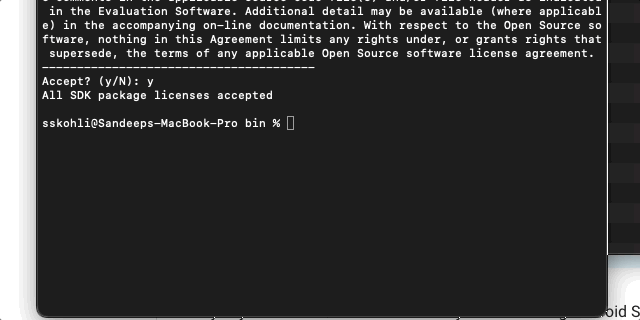 in the Evaluation Software. Additional detail may be available (where applicabl
e) in the accompanying on-line documentation. With respect to the Open Source so
ftware, nothing in this Agreement limits any rights under, or grants rights that
supersede, the terms of any applicable Open Source software license agreement.
---------------------------------------
Accept? (y/N): y
All SDK package licenses accepted
sskohli@Sandeeps-MacBook-Pro bin %
oid S